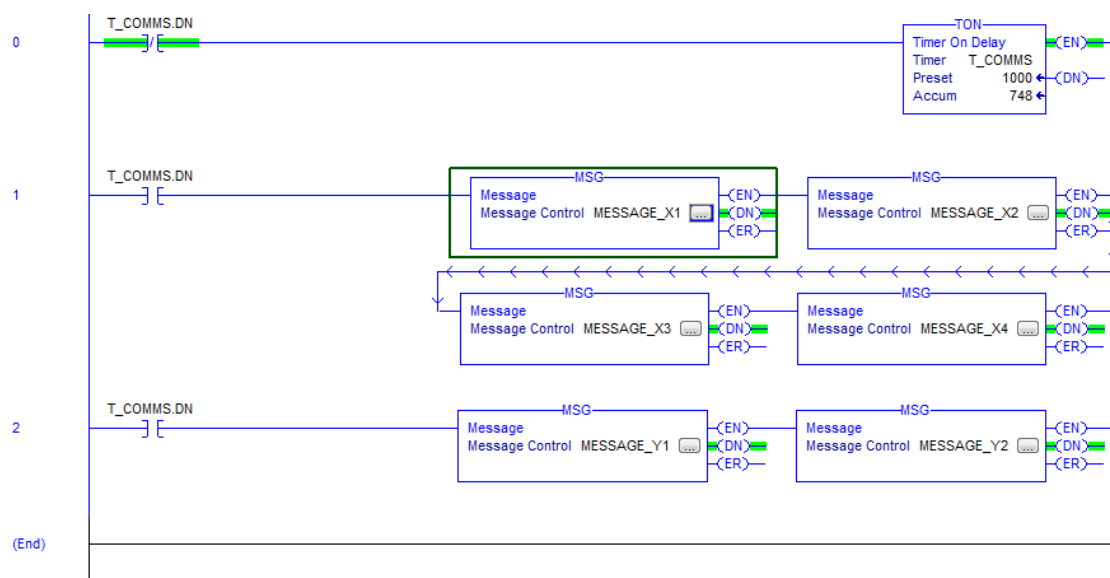 T_COMMS.DN
0
TON
Timer On Delay
Timer T_COMMS
Preset 1000
Accum 748
(EN)
(DN)
T_COMMS.DN
1
MSG
Message
Message Control MESSAGE_X1 ...
(EN)
(DN)
(ER)
MSG
Message
Message Control MESSAGE_X2 ...
(EN)
(DN)
(ER)
MSG
Message
Message Control MESSAGE_X3 ...
(EN)
(DN)
(ER)
MSG
Message
Message Control MESSAGE_X4 ...
(EN)
(DN)
(ER)
T_COMMS.DN
2
MSG
Message
Message Control MESSAGE_Y1 ...
(EN)
(DN)
(ER)
MSG
Message
Message Control MESSAGE_Y2 ...
(EN)
(DN)
(ER)
(End)